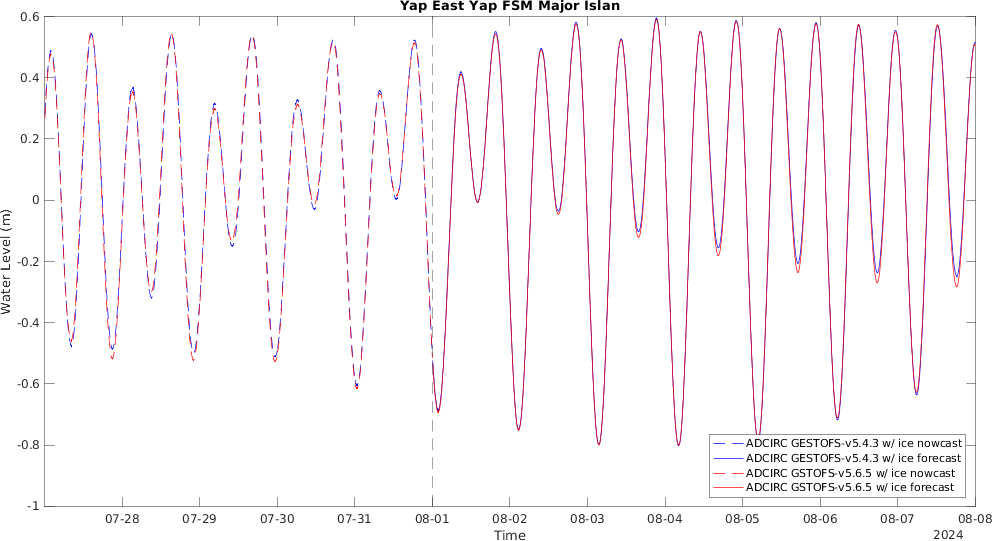 Yap East Yap FSM Major Islan
Water Level (m)
0.6
0.4
0.2
0
-0.2
-0.4
-0.6
-0.8
-1
ADCIRC GESTOFS-v5.4.3 w/ ice nowcast
ADCIRC GESTOFS-v5.4.3 w/ ice forecast
ADCIRC GSTOFS-v5.6.5 w/ ice nowcast
ADCIRC GSTOFS-v5.6.5 w/ ice forecast
07-28 07-29 07-30 07-31 08-01 08-02 08-03 08-04 08-05 08-06 08-07 08-08
Time
2024